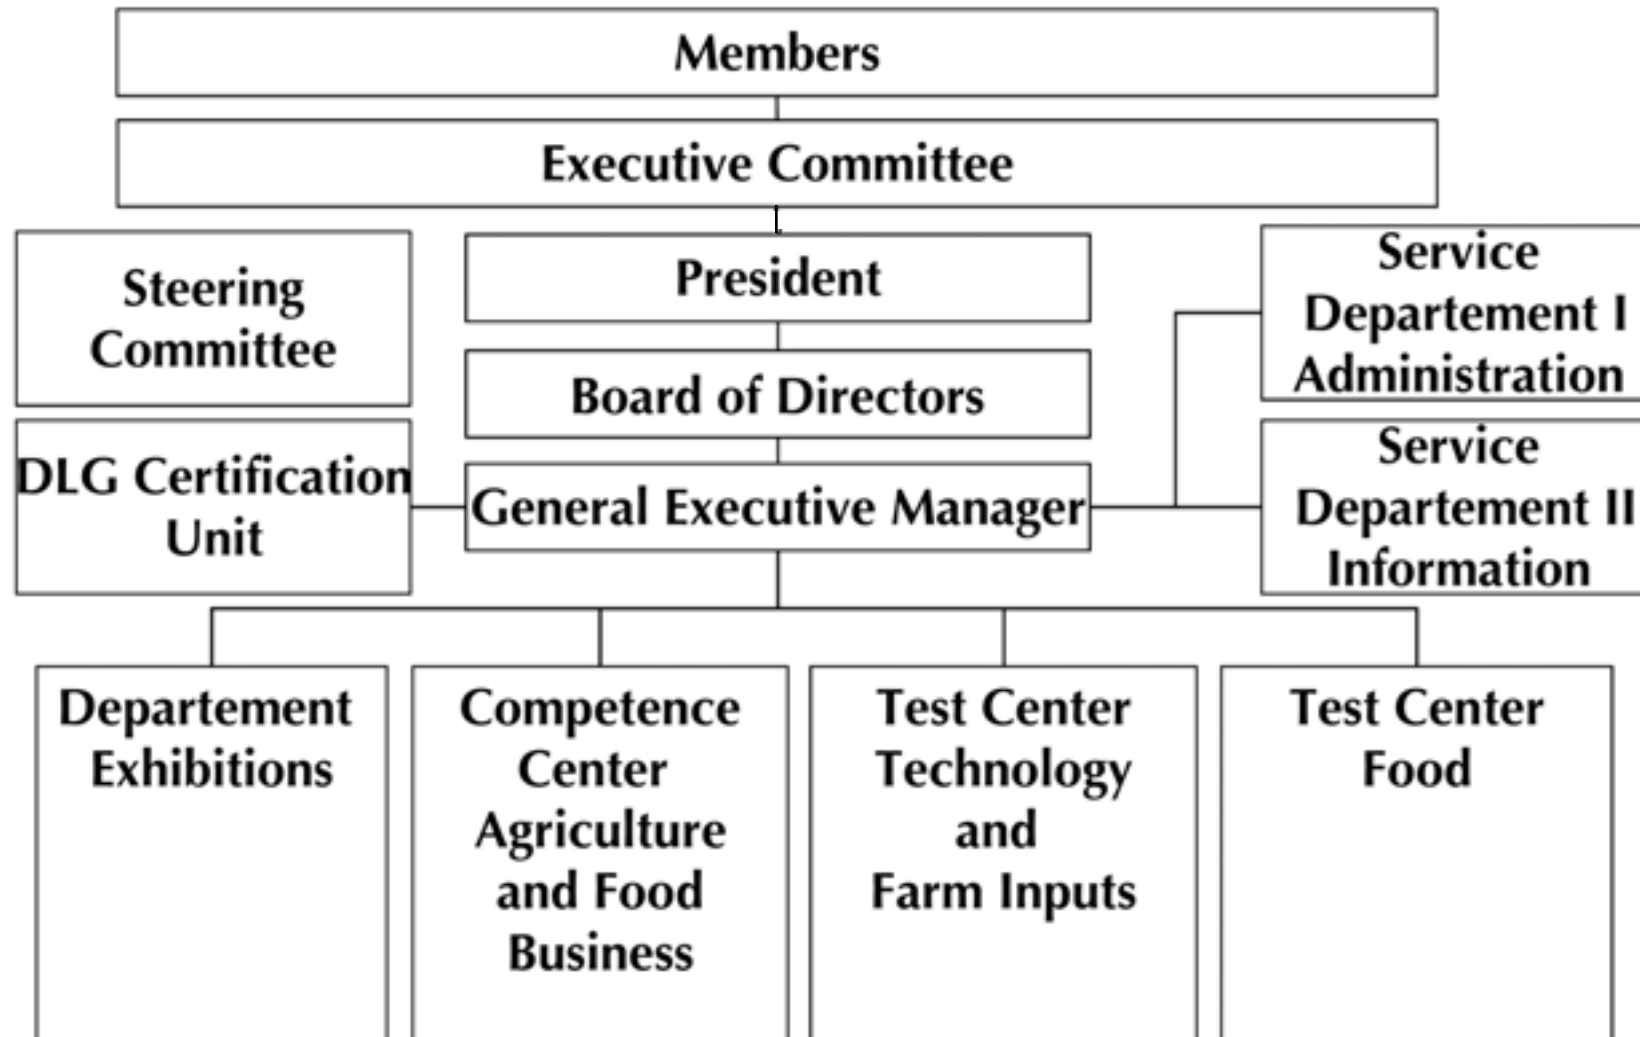 Members
Executive Committee
Steering
Committee
President
Service
Departement I
Administration
Board of Directors
DLG Certification
Unit
General Executive Manager
Service
Departement II
Information
Departement
Exhibitions
Competence
Center
Agriculture
and Food
Business
Test Center
Technology
and
Farm Inputs
Test Center
Food